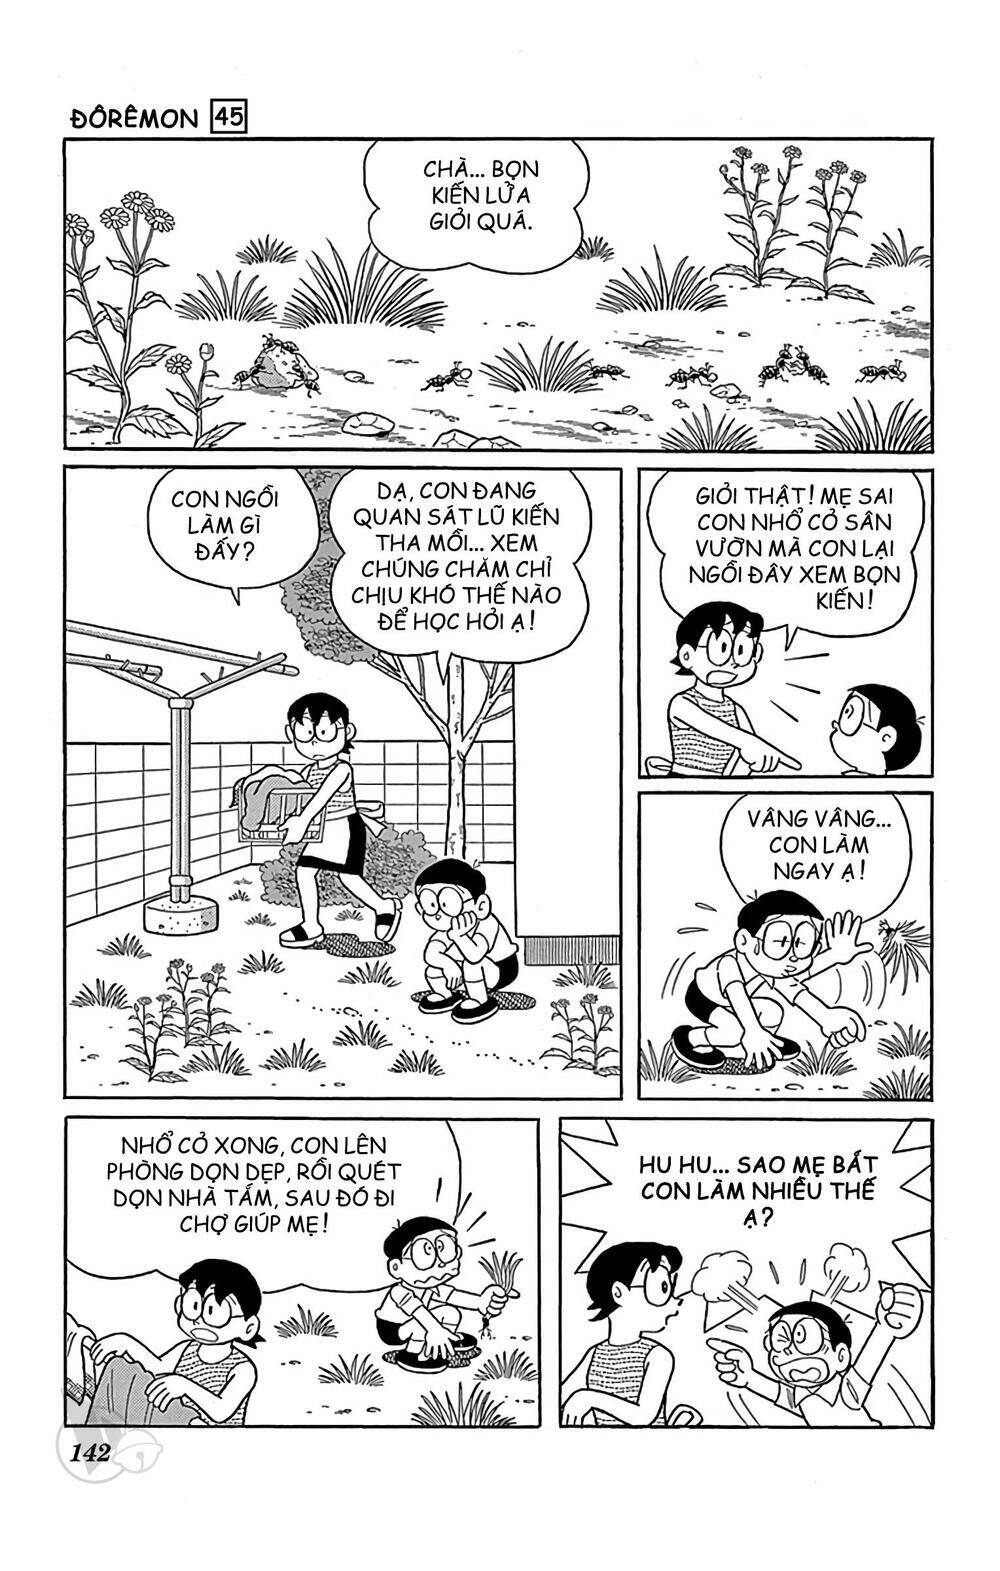 ĐÔRÊMON 45
CHÀ... BỌN
KIẾN LỬA
GIỎI QUÁ.
CON NGỒI
LÀM GÌ
ĐẤY?
DẠ, CON ĐANG
QUAN SÁT LŨ KIẾN
THA MỒI... XEM
CHÚNG CHĂM CHỈ
CHỊU KHÓ THẾ NÀO
ĐỂ HỌC HỎI Ạ!
GIỎI THẬT! MẸ SAI
CON NHỔ CỎ SÂN
VƯỜN MÀ CON LẠI
NGỒI ĐÂY XEM BỌN
KIẾN!
VÂNG VÂNG...
CON LÀM
NGAY Ạ!
NHỔ CỎ XONG, CON LÊN
PHÒNG DỌN DẸP, RỒI QUÉT
DỌN NHÀ TẮM, SAU ĐÓ ĐI
CHỢ GIÚP MẸ!
HU HU... SAO MẸ BẮT
CON LÀM NHIỀU THẾ
Ạ?
142